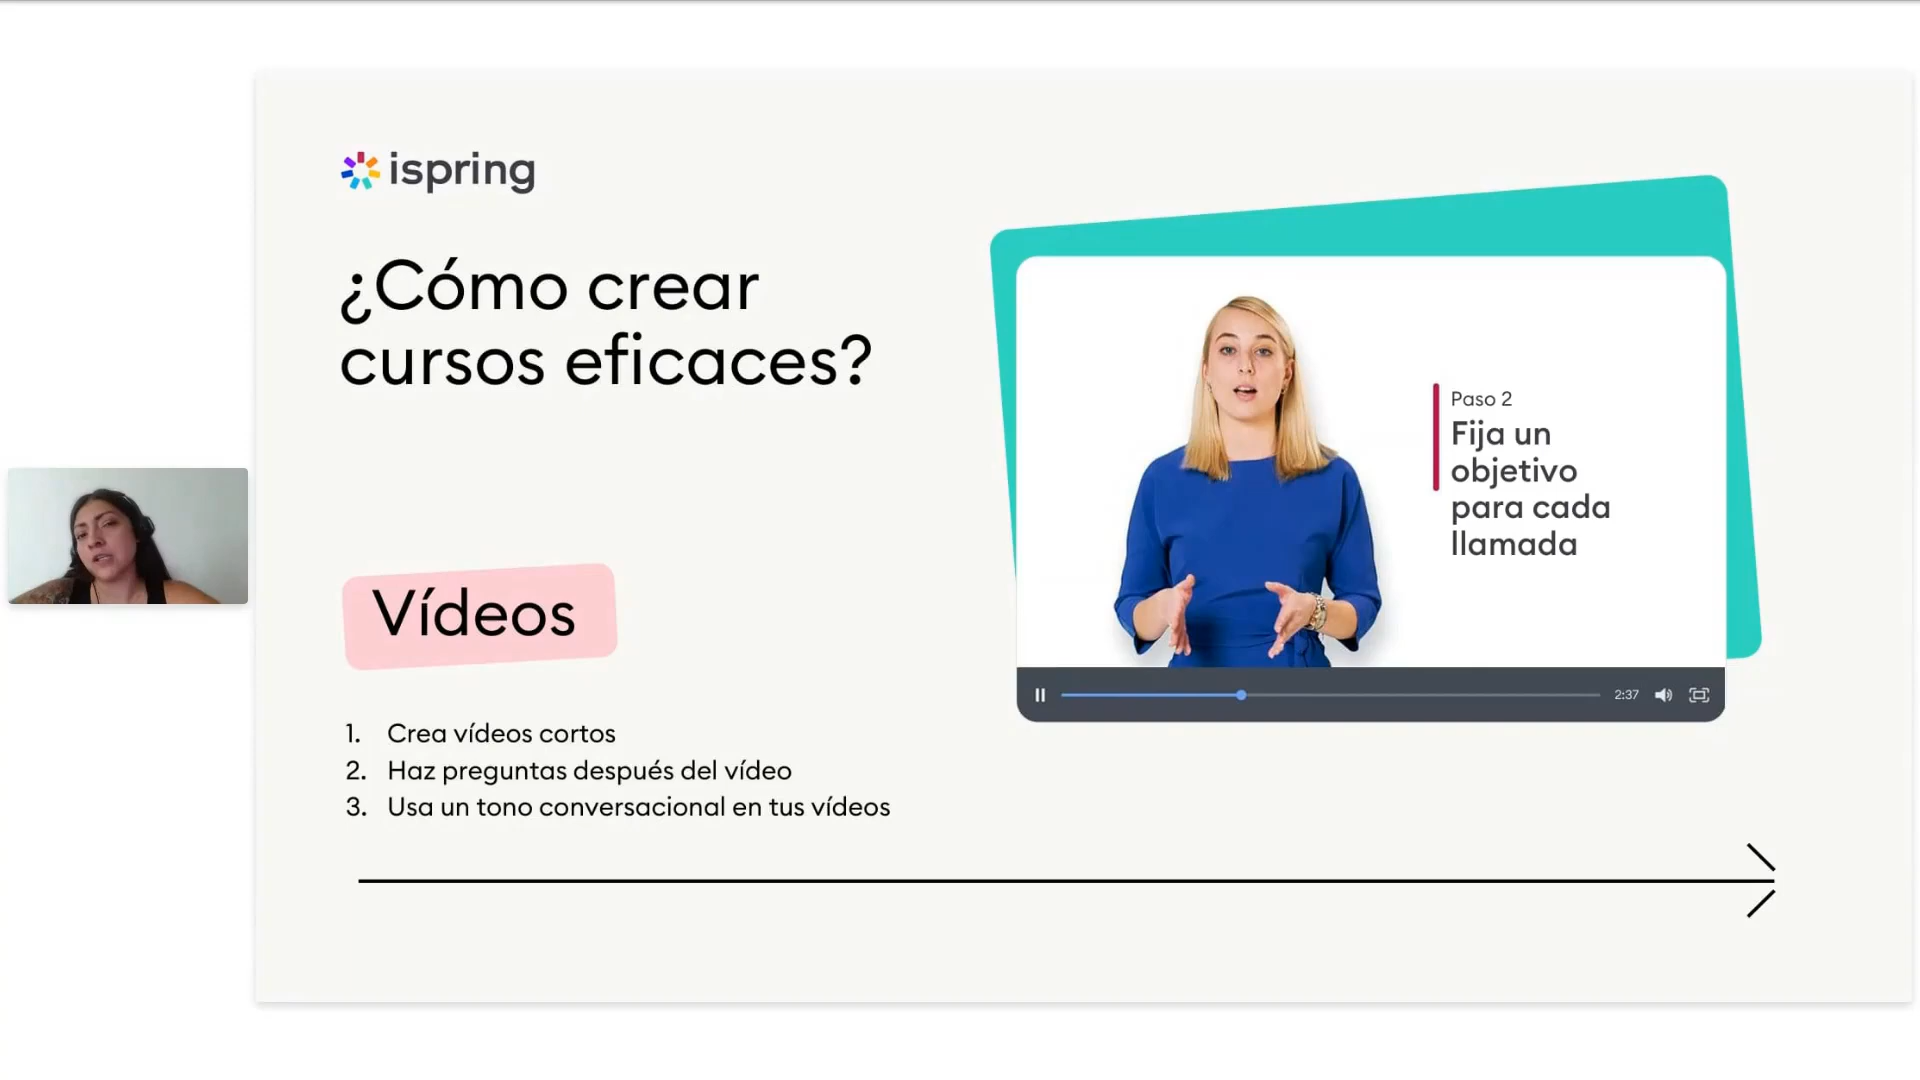 ispring
¿Cómo crear
cursos eficaces?
Paso 2
Fija un
objetivo
para cada
llamada
Vídeos
2:37
1. Crea vídeos cortos
2. Haz preguntas después del vídeo
3. Usa un tono conversacional en tus vídeos